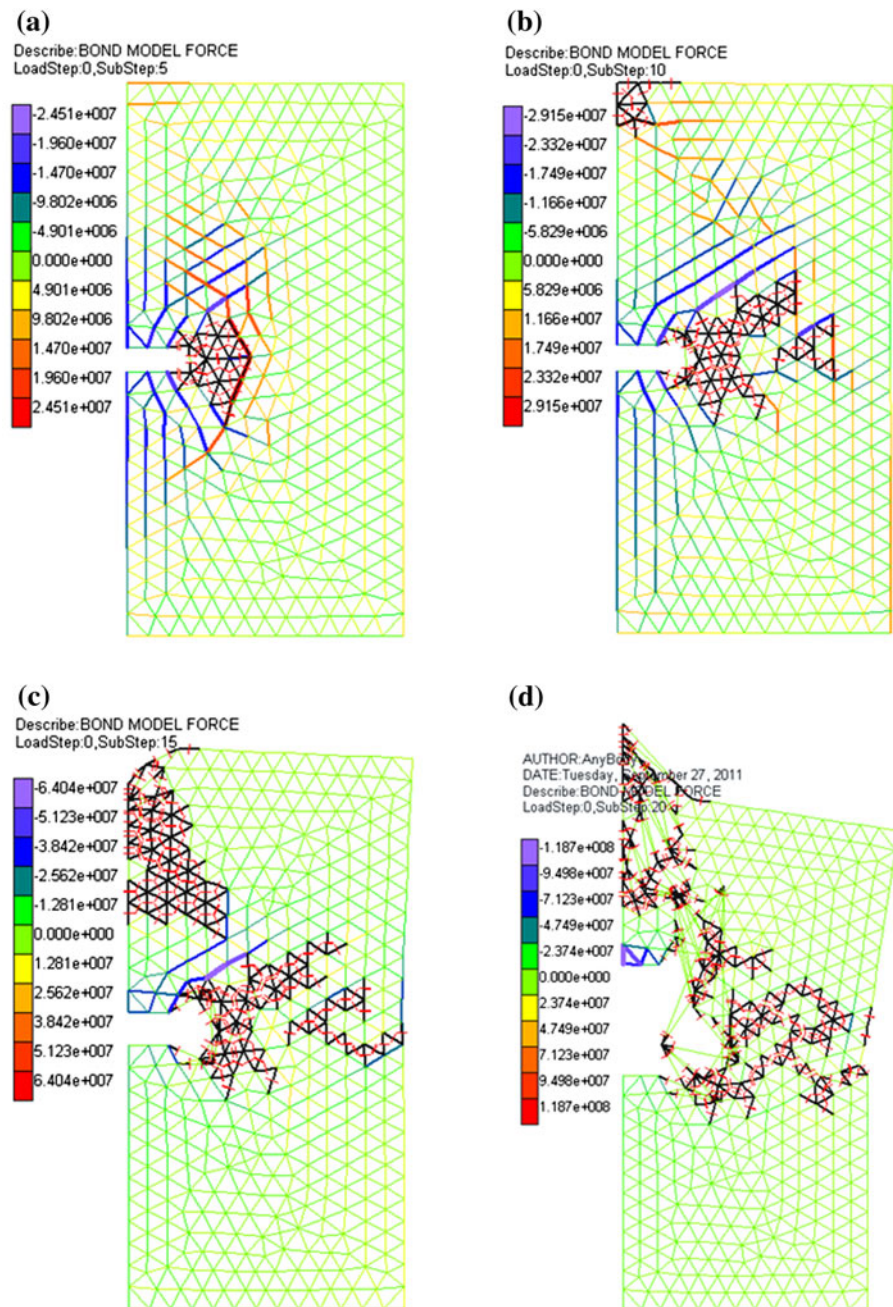 (a)
Describe:BOND MODEL FORCE
LoadStep:0,SubStep:5
-2.451e+007
-1.960e+007
-1.470e+007
-9.802e+006
-4.901e+006
0.000e+000
4.901e+006
9.802e+006
1.470e+007
1.960e+007
2.451e+007
(b)
Describe:BOND MODEL FORCE
LoadStep:0,SubStep:10
-2.915e+007
-2.332e+007
-1.749e+007
-1.166e+007
-5.829e+006
0.000e+000
5.829e+006
1.166e+007
1.749e+007
2.332e+007
2.915e+007
(c)
Describe:BOND MODEL FORCE
LoadStep:0,SubStep:15
-6.404e+007
-5.123e+007
-3.842e+007
-2.562e+007
-1.281e+007
0.000e+000
1.281e+007
2.562e+007
3.842e+007
5.123e+007
6.404e+007
(d)
AUTHOR:AnyBody
DATE:Tuesday, September 27, 2011
Describe:BOND MODEL FORCE
LoadStep:0,SubStep:20
-1.187e+008
-9.498e+007
-7.123e+007
-4.749e+007
-2.374e+007
0.000e+000
2.374e+007
4.749e+007
7.123e+007
9.498e+007
1.187e+008